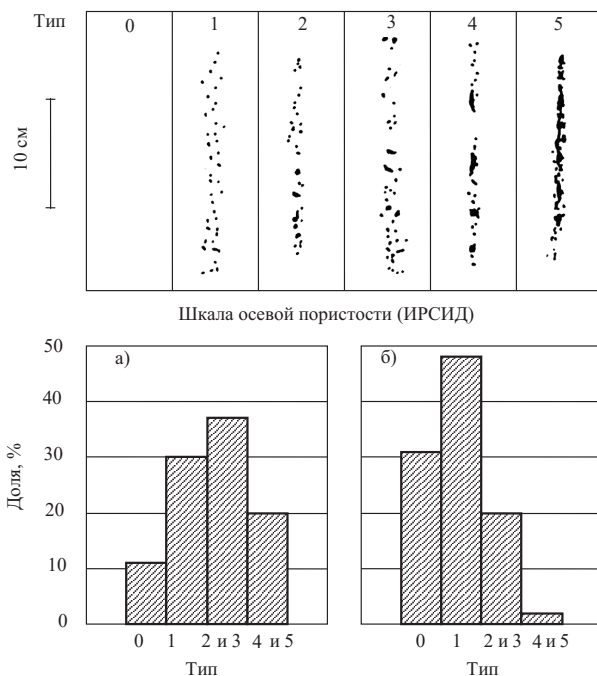 Тип 0 1 2 3 4 5
10 см
Шкала осевой пористости (ИРСИД)
а) б)
Доля, %
50
40
30
20
10
0
0 1 2 и 3 4 и 5 0 1 2 и 3 4 и 5
Тип Тип